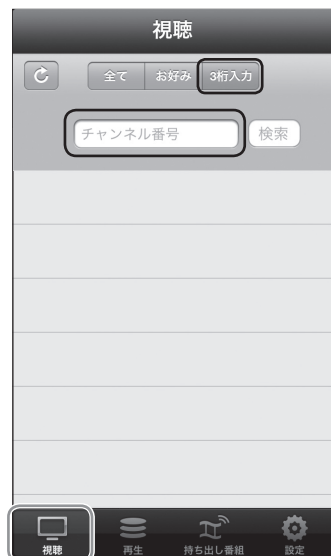 視聴
全て お好み 3桁入力
チャンネル番号 検索
視聴 再生 持ち出し番組 設定